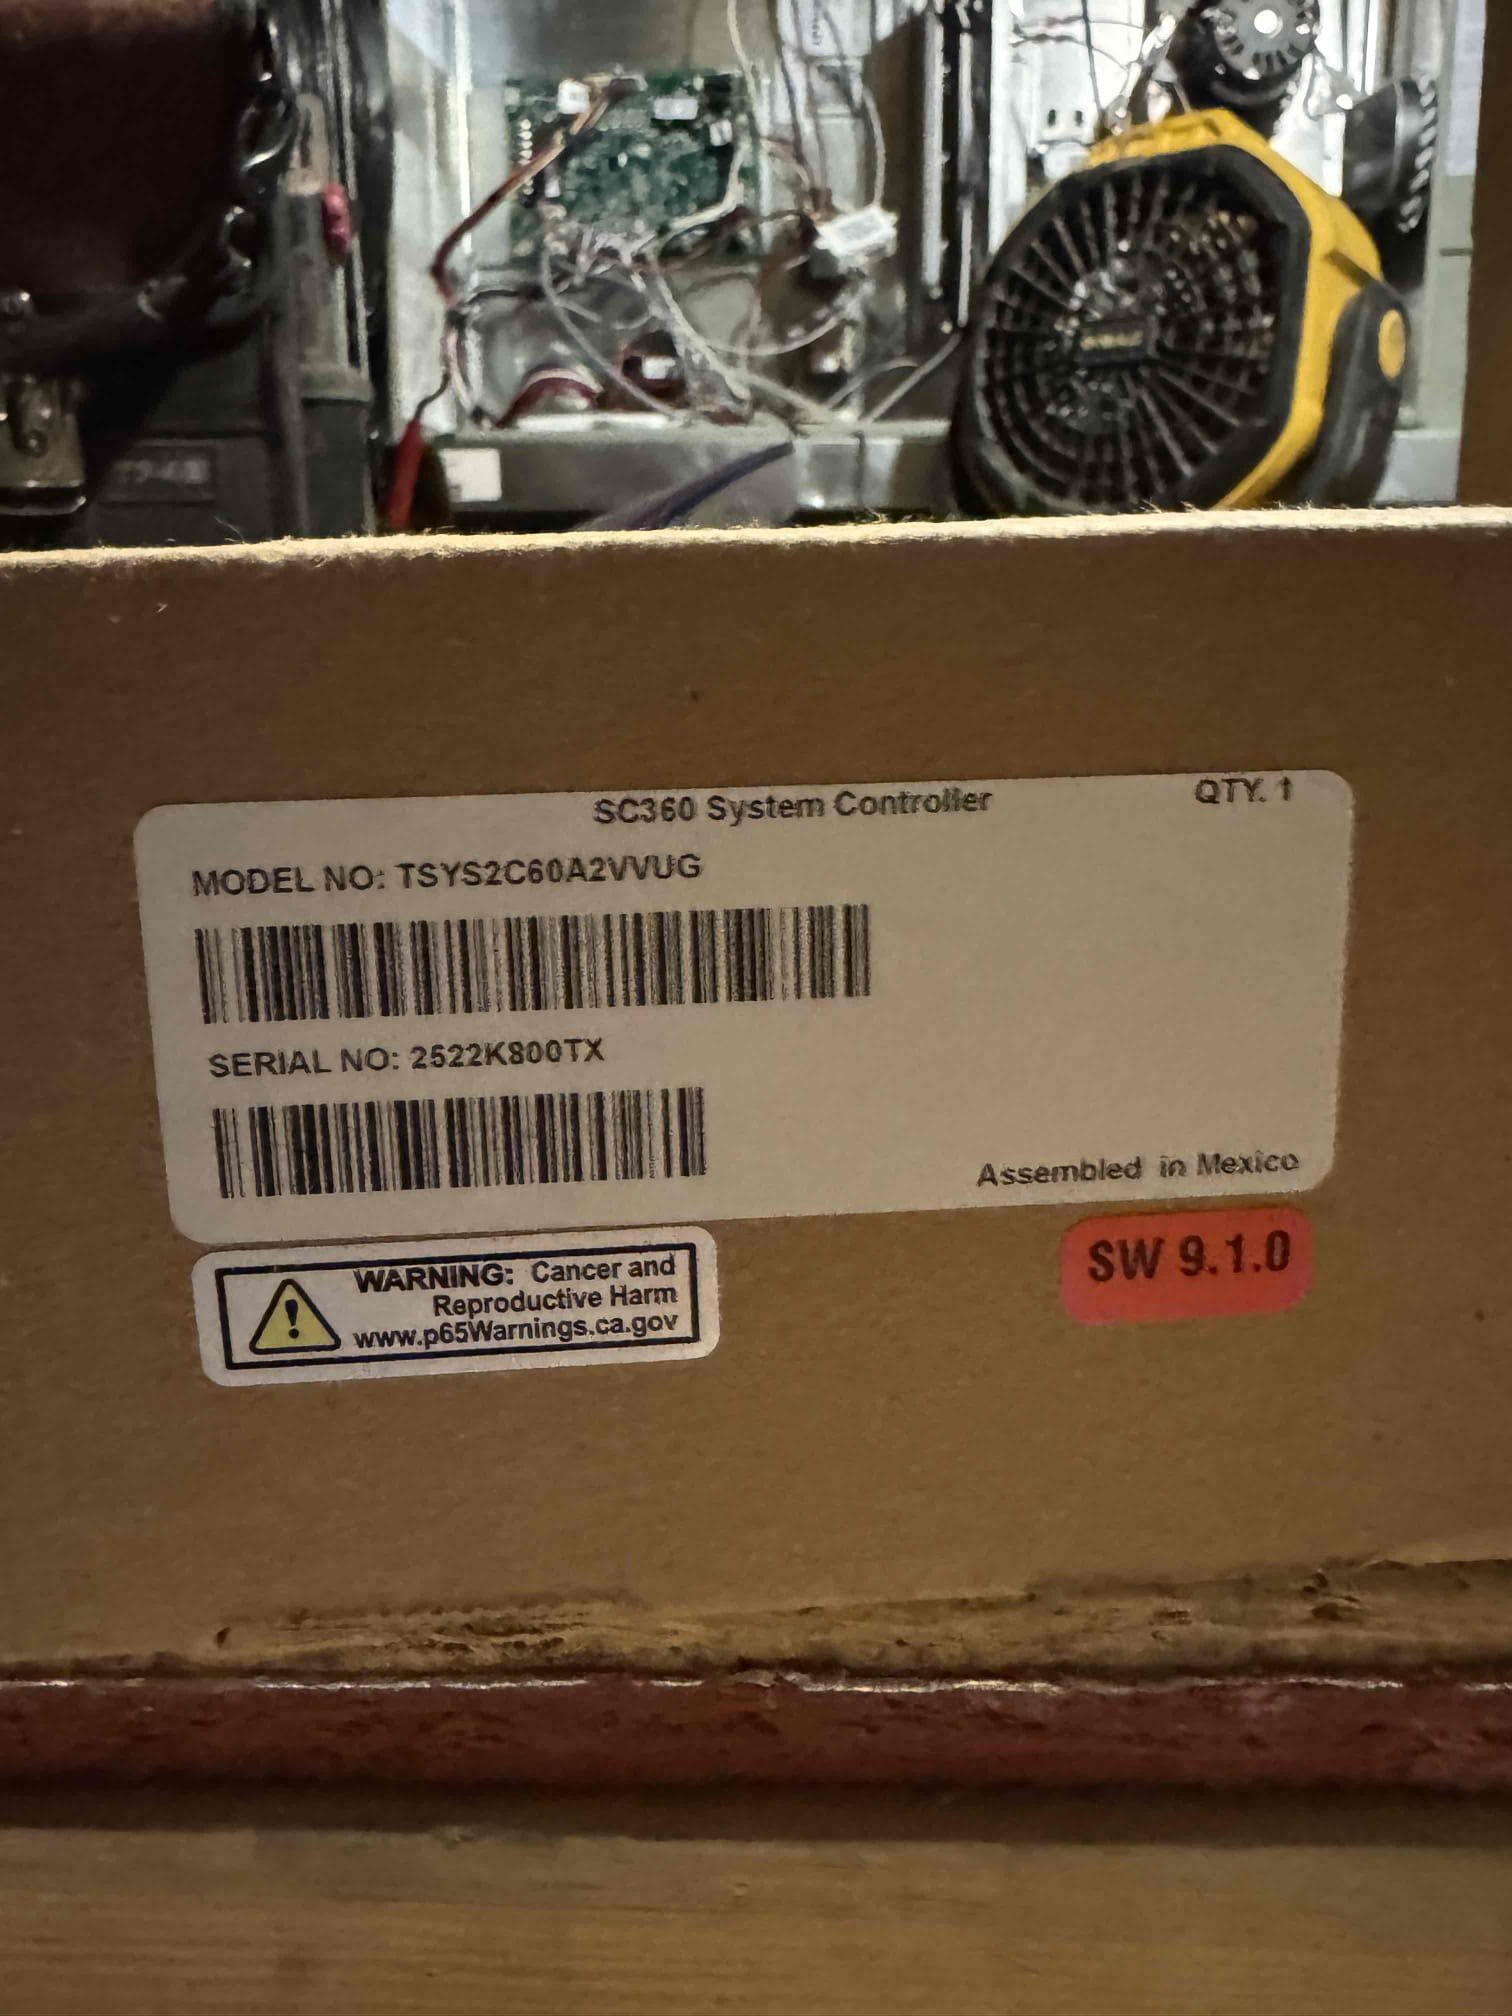 SC360 System Controller
QTY. 1
MODEL NO: TSYS2C60A2VVUG
SERIAL NO: 2522K800TX
Assembled in Mexico
SW 9.1.0
WARNING: Cancer and
Reproductive Harm
www.p65Warnings.ca.gov